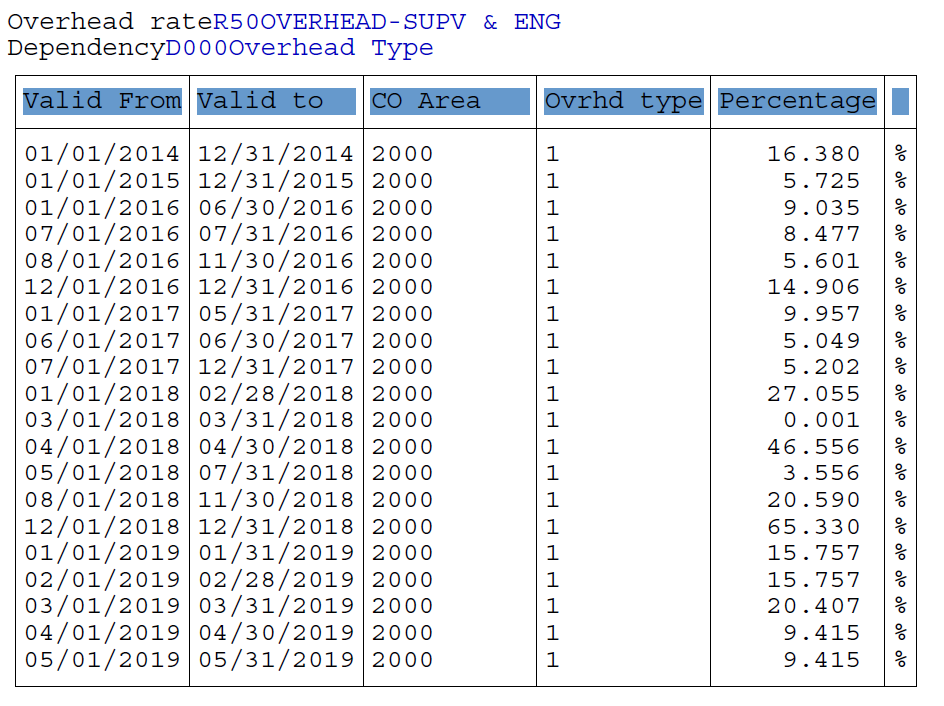 Overhead rateR50OVERHEAD-SUPV & ENG
DependencyD000Overhead Type
Valid From Valid to CO Area Ovrhd type Percentage
01/01/2014 12/31/2014 2000 1 16.380 %
01/01/2015 12/31/2015 2000 1 5.725 %
01/01/2016 06/30/2016 2000 1 9.035 %
07/01/2016 07/31/2016 2000 1 8.477 %
08/01/2016 11/30/2016 2000 1 5.601 %
12/01/2016 12/31/2016 2000 1 14.906 %
01/01/2017 05/31/2017 2000 1 9.957 %
06/01/2017 06/30/2017 2000 1 5.049 %
07/01/2017 12/31/2017 2000 1 5.202 %
01/01/2018 02/28/2018 2000 1 27.055 %
03/01/2018 03/31/2018 2000 1 0.001 %
04/01/2018 04/30/2018 2000 1 46.556 %
05/01/2018 07/31/2018 2000 1 3.556 %
08/01/2018 11/30/2018 2000 1 20.590 %
12/01/2018 12/31/2018 2000 1 65.330 %
01/01/2019 01/31/2019 2000 1 15.757 %
02/01/2019 02/28/2019 2000 1 15.757 %
03/01/2019 03/31/2019 2000 1 20.407 %
04/01/2019 04/30/2019 2000 1 9.415 %
05/01/2019 05/31/2019 2000 1 9.415 %